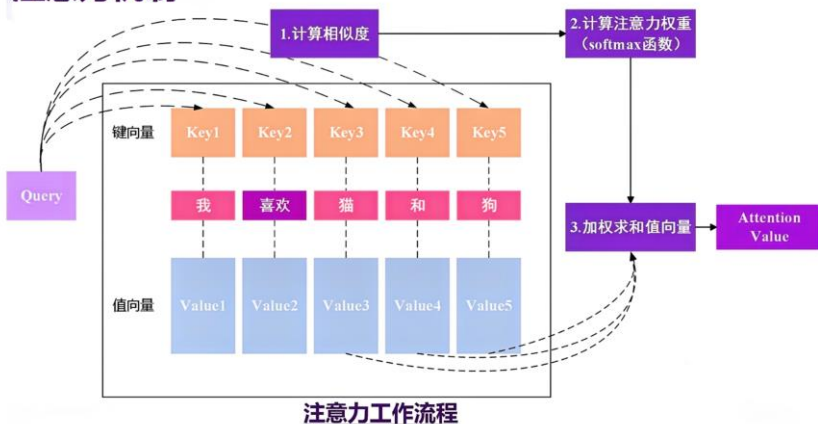 1.计算相似度
2.计算注意力权重
（softmax函数）
键向量
Key1 Key2 Key3 Key4 Key5
Query
我 喜欢 猫 和 狗
3.加权求和值向量
Attention
Value
值向量
Value1 Value2 Value3 Value4 Value5
注意力工作流程